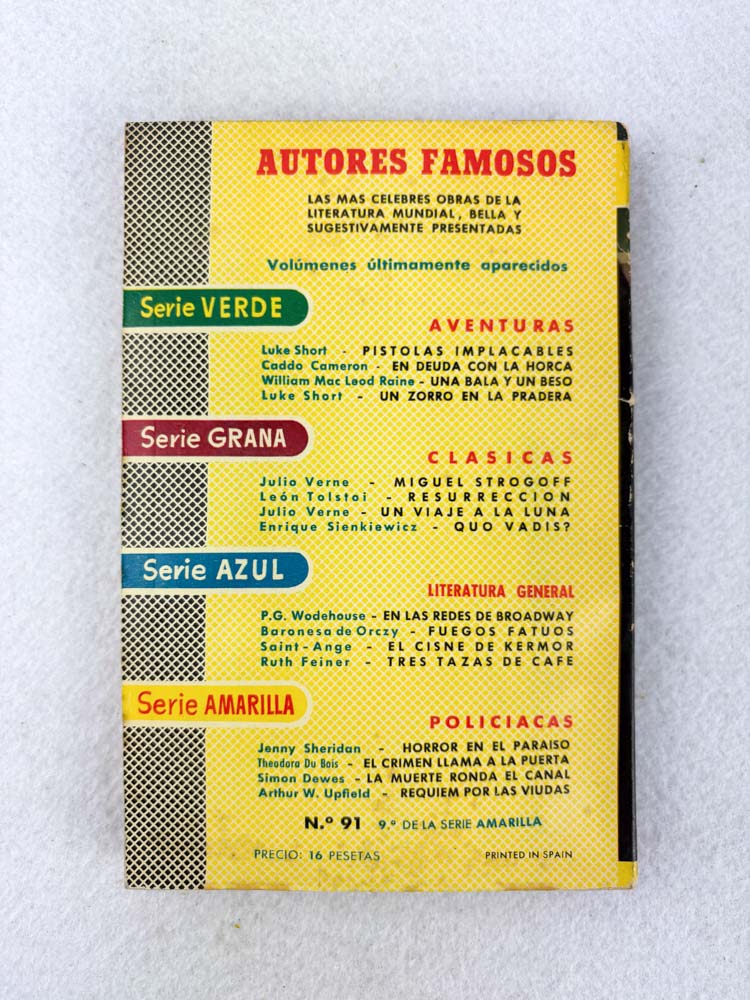 AUTORES FAMOSOS
LAS MAS CELEBRES OBRAS DE LA
LITERATURA MUNDIAL, BELLA Y
SUGESTIVAMENTE PRESENTADAS
Volúmenes últimamente aparecidos
Serie VERDE
AVENTURAS
Luke Short - PISTOLAS IMPLACABLES
Caddo Cameron - EN DEUDA CON LA HORCA
William Mac Leod Raine - UNA BALA Y UN BESO
Luke Short - UN ZORRO EN LA PRADERA
Serie GRANA
CLASICAS
Julio Verne - MIGUEL STROGOFF
León Tolstoi - RESURRECCION
Julio Verne - UN VIAJE A LA LUNA
Enrique Sienkiewicz - QUO VADIS?
Serie AZUL
LITERATURA GENERAL
P.G. Wodehouse - EN LAS REDES DE BROADWAY
Baronesa de Orczy - FUEGOS FATUOS
Saint-Ange - EL CISNE DE KERMOR
Ruth Feiner - TRES TAZAS DE CAFE
Serie AMARILLA
POLICIACAS
Jenny Sheridan - HORROR EN EL PARAISO
Theodora Du Bois - EL CRIMEN LLAMA A LA PUERTA
Simon Dewes - LA MUERTE RONDA EL CANAL
Arthur W. Upfield - REQUIEM POR LAS VIUDAS
N.º 91 9.º DE LA SERIE AMARILLA
PRECIO: 16 PESETAS PRINTED IN SPAIN